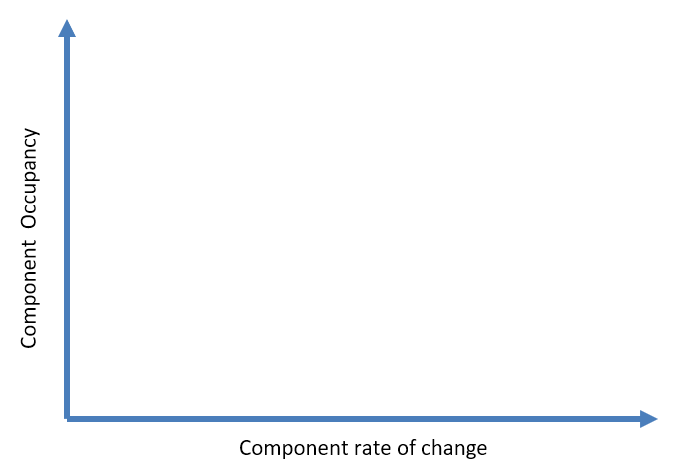 Component Occupancy
Component rate of change